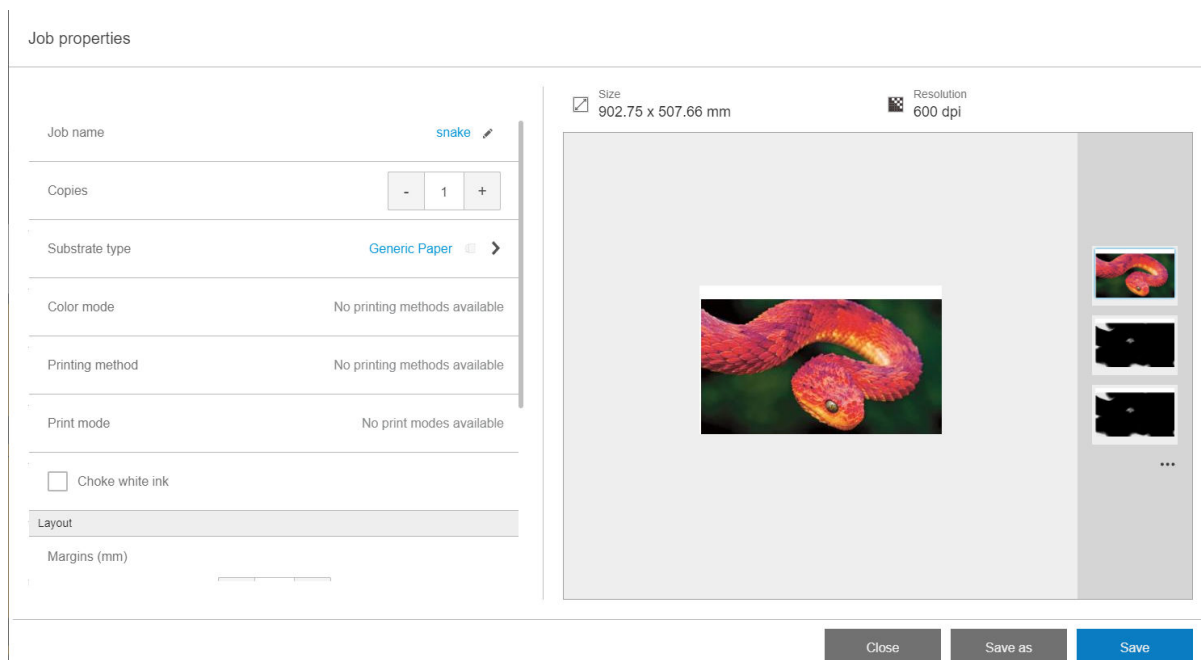 Job properties
Job name snake
Copies - 1 +
Substrate type Generic Paper
Color mode No printing methods available
Printing method No printing methods available
Print mode No print modes available
Choke white ink
Layout
Margins (mm)
Size
902.75 x 507.66 mm
Resolution
600 dpi
Close Save as Save